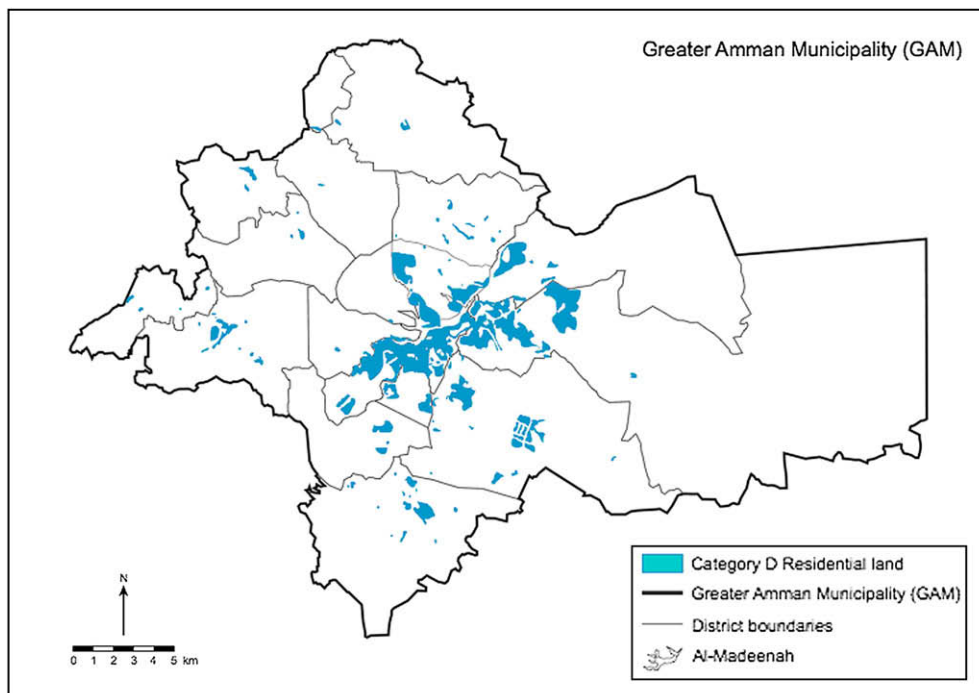 Greater Amman Municipality (GAM)
Category D Residential land
Greater Amman Municipality (GAM)
District boundaries
Al-Madeenah
N
0 1 2 3 4 5 km